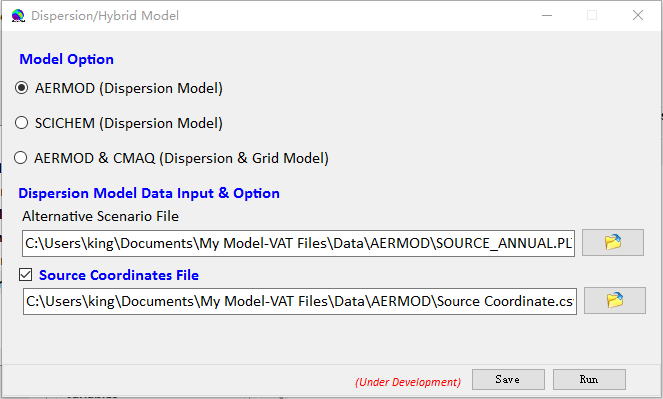 Dispersion/Hybrid Model
Model Option
AERMOD (Dispersion Model)
SCICHEM (Dispersion Model)
AERMOD & CMAQ (Dispersion & Grid Model)
Dispersion Model Data Input & Option
Alternative Scenario File
C:\Users\king\Documents\My Model-VAT Files\Data\AERMOD\SOURCE_ANNUAL.PL
Source Coordinates File
C:\Users\king\Documents\My Model-VAT Files\Data\AERMOD\Source Coordinate.cs
(Under Development)
Save
Run